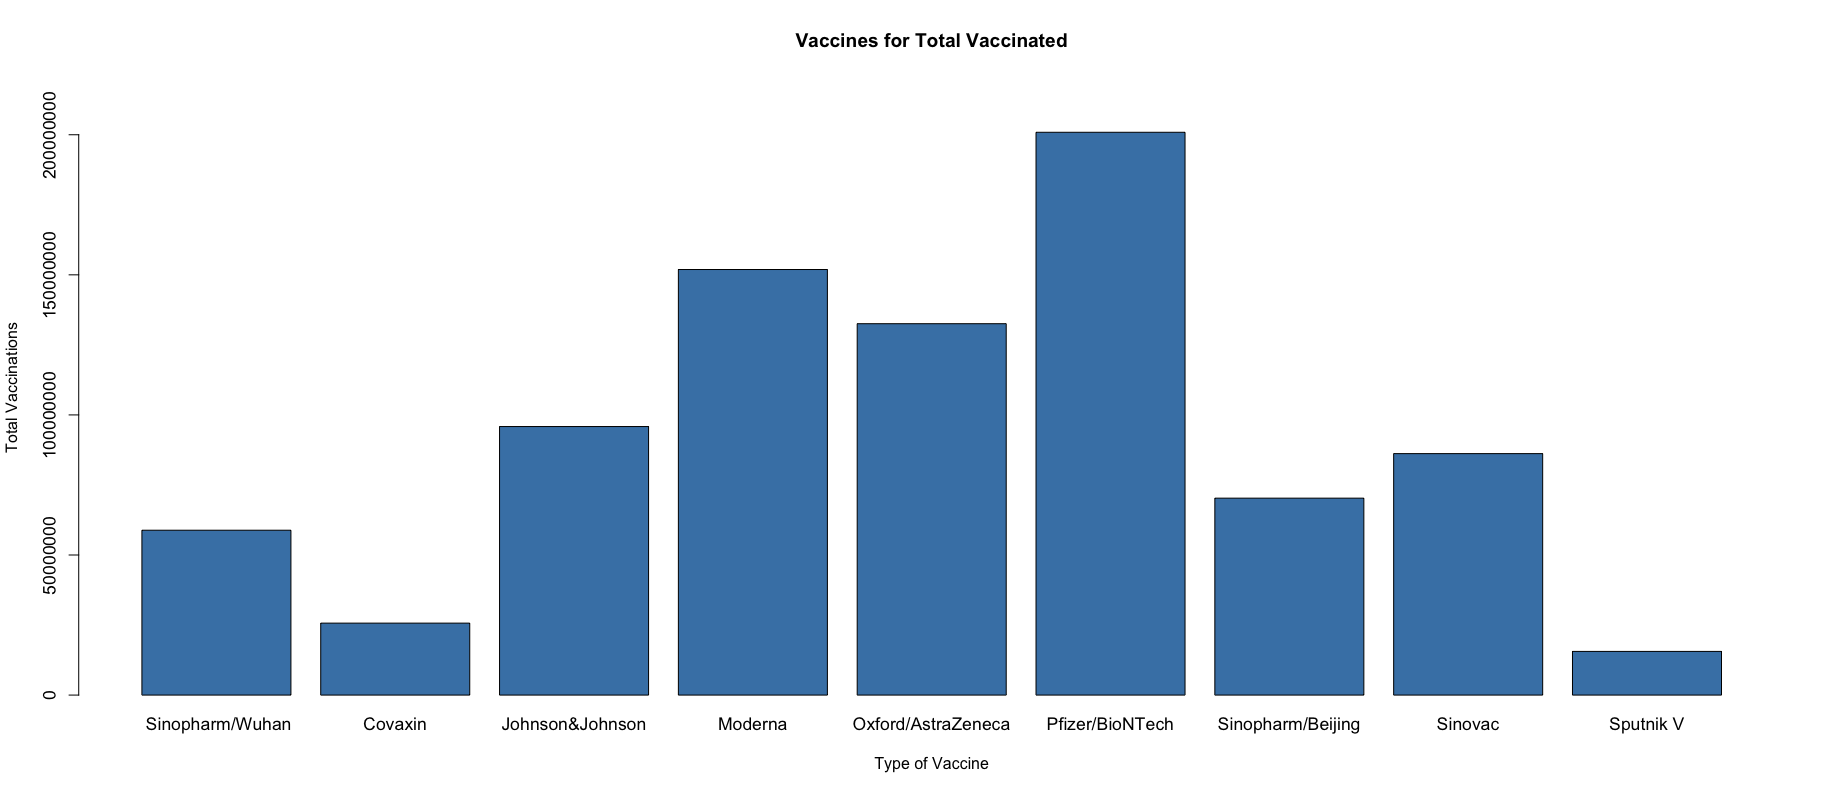 Vaccines for Total Vaccinated
Total Vaccinations
200000000
150000000
100000000
50000000
0
Sinopharm/Wuhan
Covaxin
Johnson&Johnson
Moderna
Oxford/AstraZeneca
Pfizer/BioNTech
Sinopharm/Beijing
Sinovac
Sputnik V
Type of Vaccine